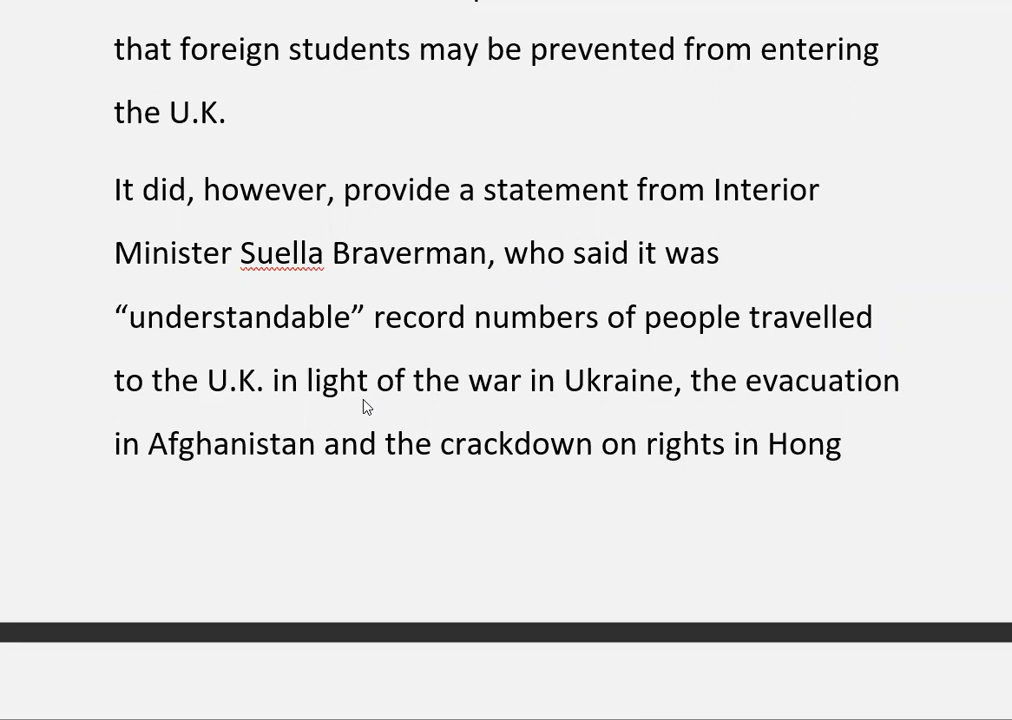 that foreign students may be prevented from entering
the U.K.
It did, however, provide a statement from Interior
Minister Suella Braverman, who said it was
“understandable” record numbers of people travelled
to the U.K. in light of the war in Ukraine, the evacuation
in Afghanistan and the crackdown on rights in Hong